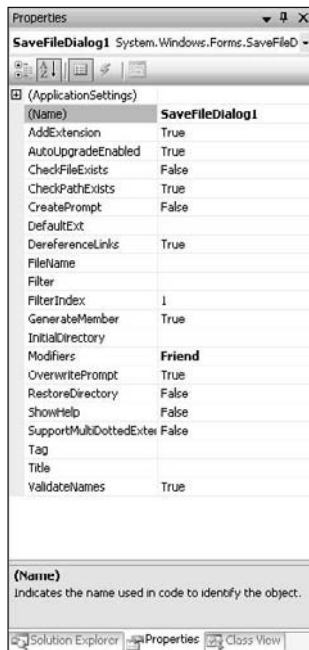 Properties
SaveFileDialog1 System.Windows.Forms.SaveFileD
(ApplicationSettings)
(Name) SaveFileDialog1
AddExtension True
AutoUpgradeEnabled True
CheckFileExists False
CheckPathExists True
CreatePrompt False
DefaultExt
DereferenceLinks True
FileName
Filter
FilterIndex 1
GenerateMember True
InitialDirectory
Modifiers Friend
OverwritePrompt True
RestoreDirectory False
ShowHelp False
SupportMultiDottedExte False
Tag
Title
ValidateNames True
(Name)
Indicates the name used in code to identify the object.
Solution Explorer Properties Class View